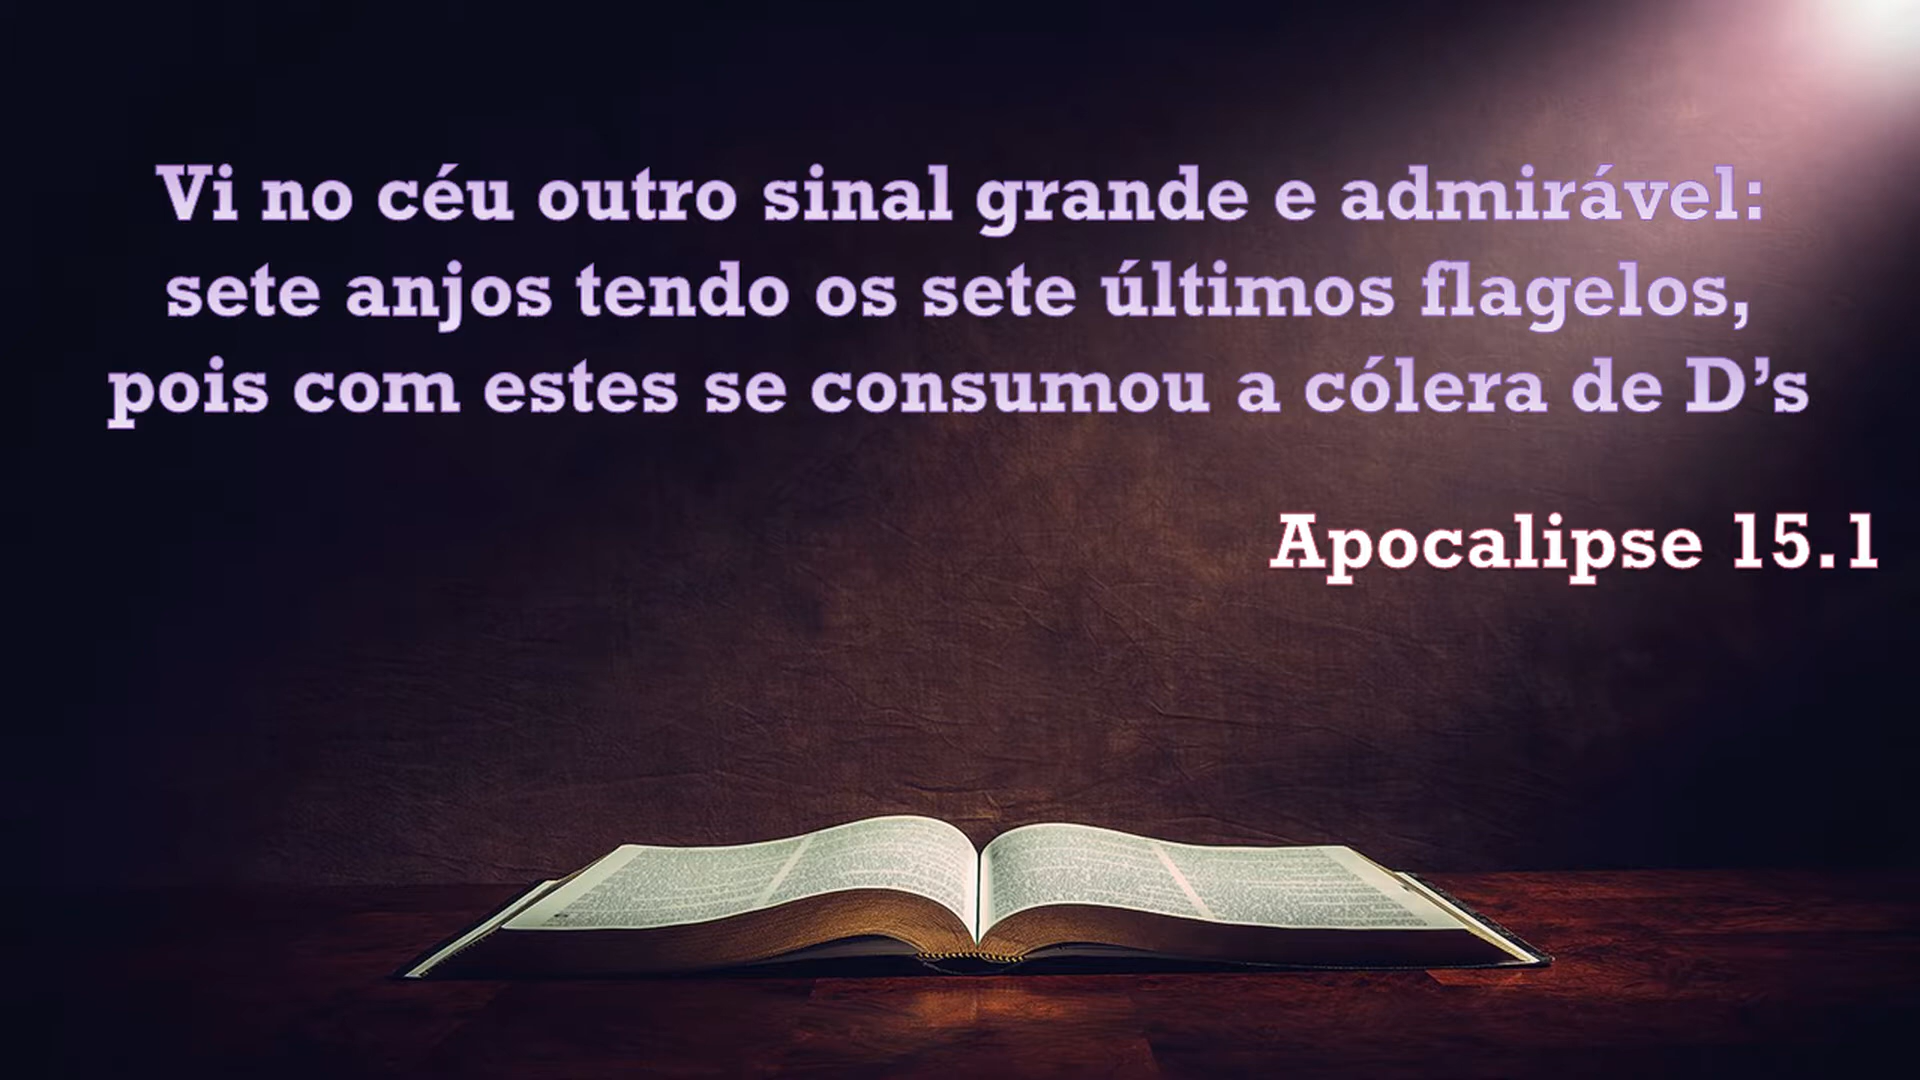 Vi no céu outro sinal grande e admirável:
sete anjos tendo os sete últimos flagelos,
pois com estes se consumou a cólera de D’s
Apocalipse 15.1